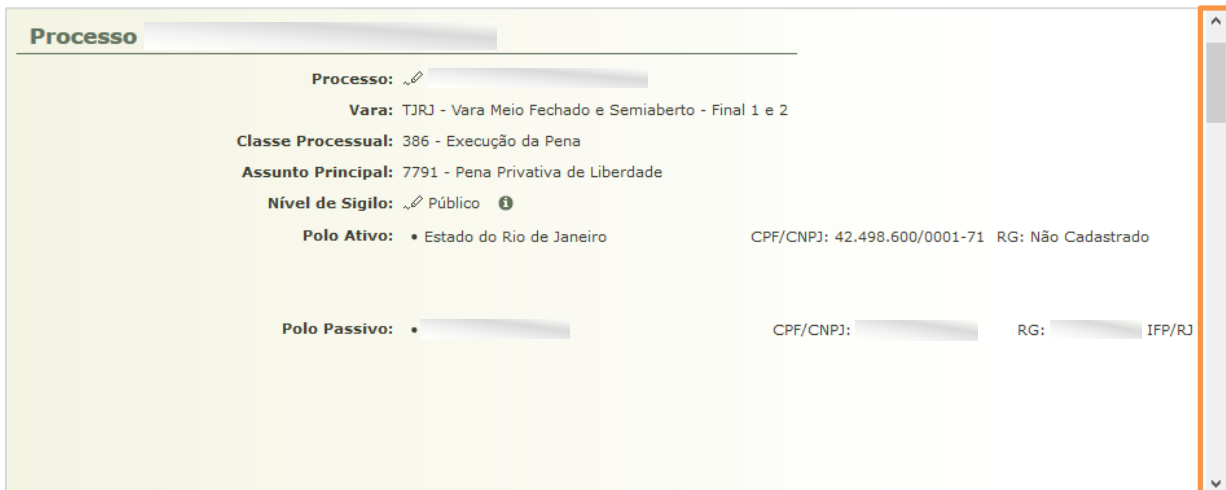 Processo
Processo:
Vara: TJRJ - Vara Meio Fechado e Semiaberto - Final 1 e 2
Classe Processual: 386 - Execução da Pena
Assunto Principal: 7791 - Pena Privativa de Liberdade
Nível de Sigilo: Público
Polo Ativo: • Estado do Rio de Janeiro CPF/CNPJ: 42.498.600/0001-71 RG: Não Cadastrado
Polo Passivo: • CPF/CNPJ: RG: IFP/RJ